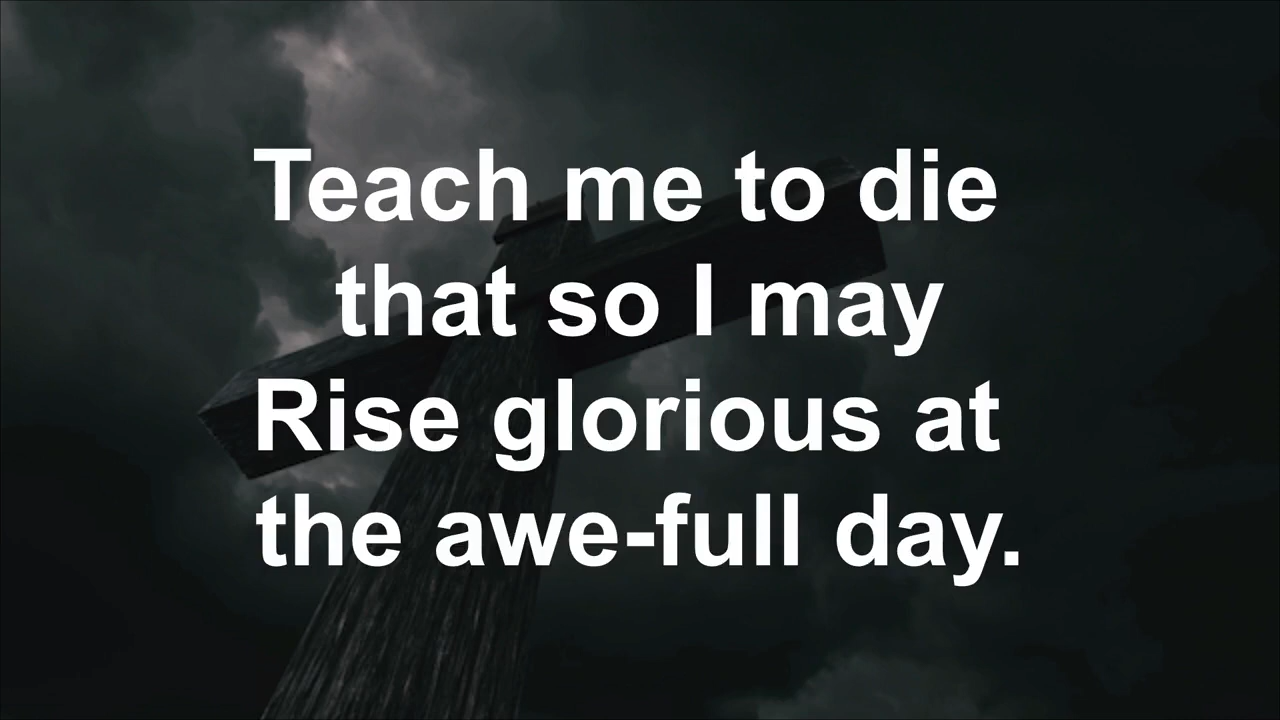 Teach me to die
that so I may
Rise glorious at
the awe-full day.